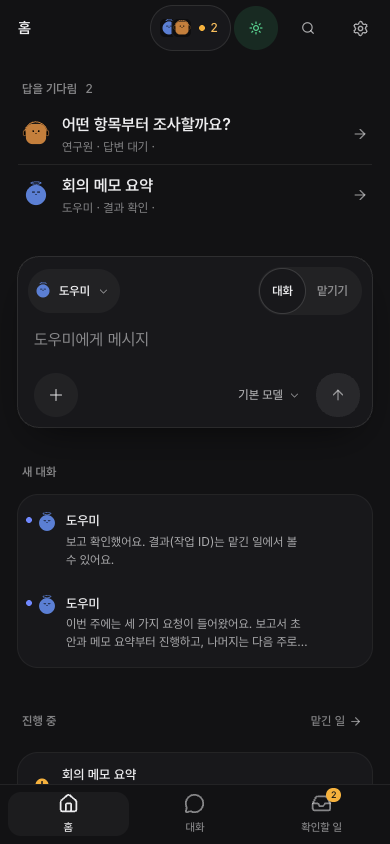 홈
2
답을 기다림 2
어떤 항목부터 조사할까요?
연구원 · 답변 대기 ·
회의 메모 요약
도우미 · 결과 확인 ·
도우미
대화
맡기기
도우미에게 메시지
기본 모델
새 대화
도우미
보고 확인했어요. 결과(작업 ID)는 맡긴 일에서 볼
수 있어요.
도우미
이번 주에는 세 가지 요청이 들어왔어요. 보고서 초
안과 메모 요약부터 진행하고, 나머지는 다음 주로...
진행 중
맡긴 일
회의 메모 요약
2
홈
대화
확인할 일